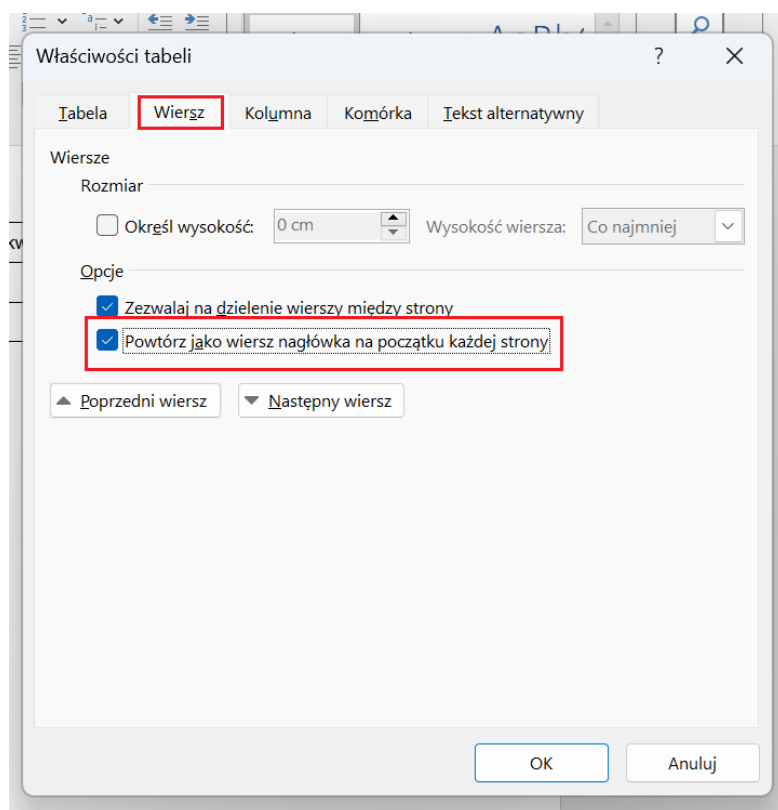 Właściwości tabeli ?
Tabela Wiersz Kolumna Komórka Tekst alternatywny
Wiersze
Rozmiar
Określ wysokość: 0 cm Wysokość wiersza: Co najmniej
Opcje
Zezwalaj na dzielenie wierszy między strony
Powtórz jako wiersz nagłówka na początku każdej strony
Poprzedni wiersz Następny wiersz
OK Anuluj